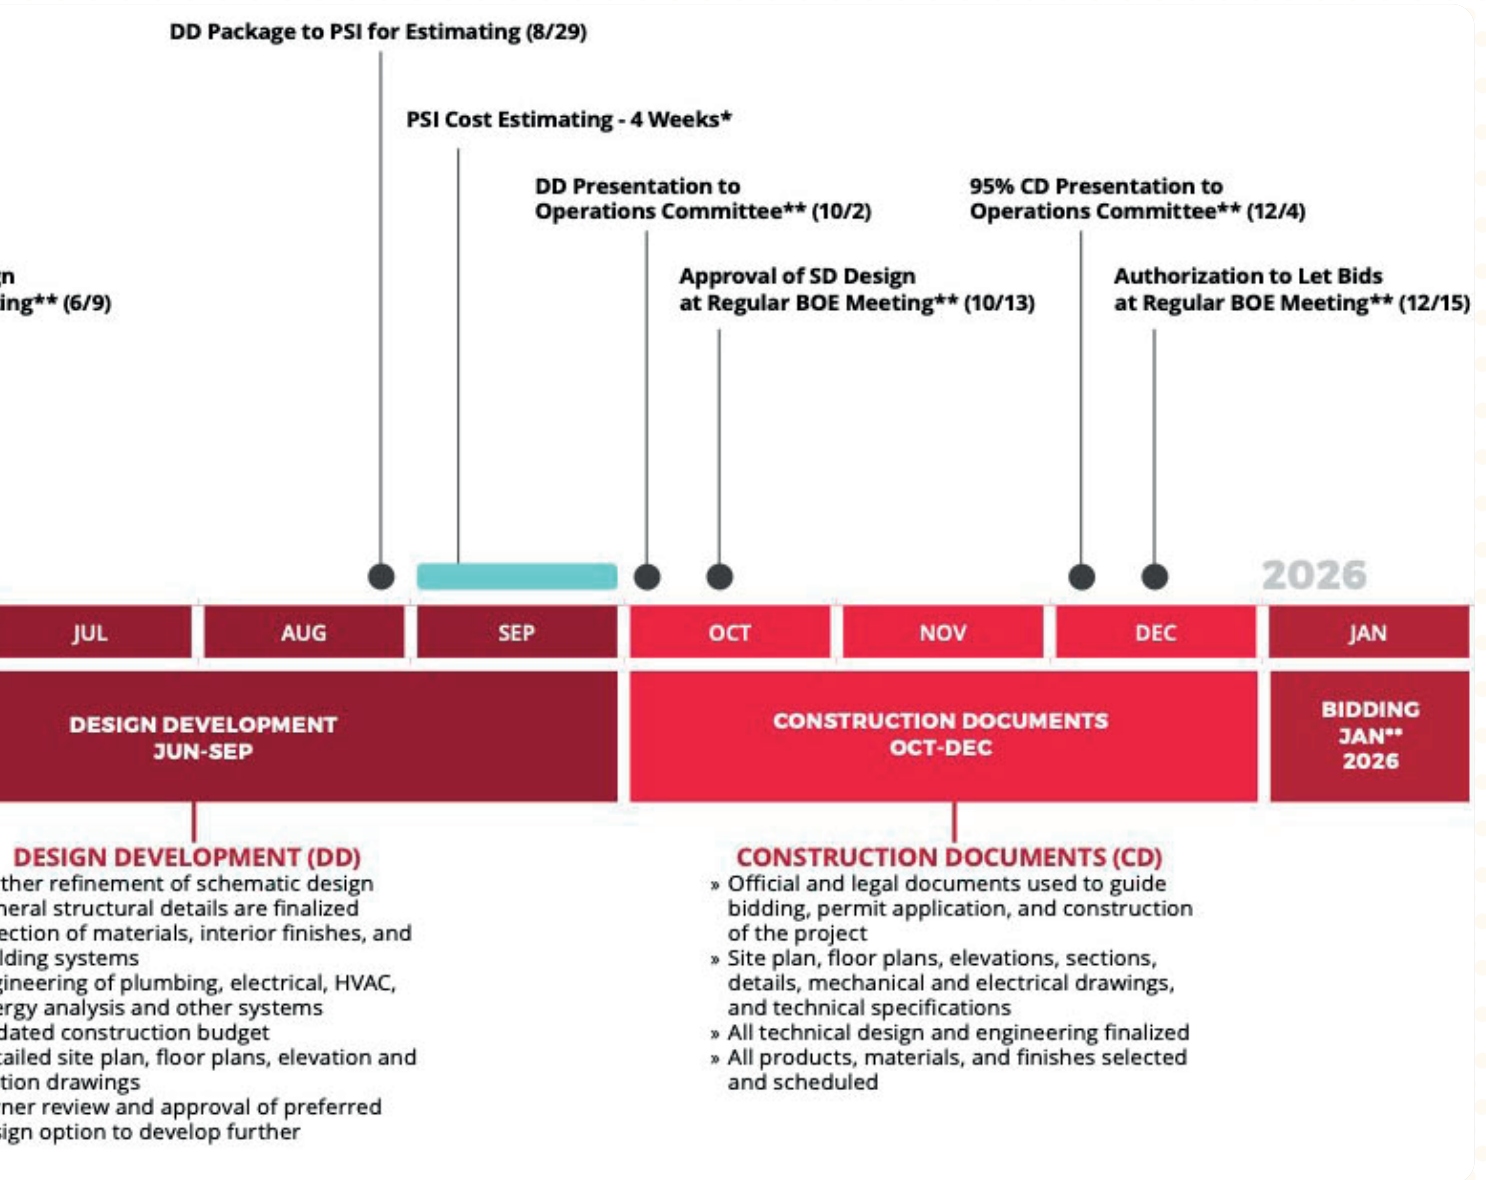 DD Package to PSI for Estimating (8/29)
PSI Cost Estimating - 4 Weeks*
DD Presentation to
Operations Committee** (10/2)
95% CD Presentation to
Operations Committee** (12/4)
Approval of SD Design
at Regular BOE Meeting** (10/13)
Authorization to Let Bids
at Regular BOE Meeting** (12/15)
(6/9)
2026
JUL
AUG
SEP
OCT
NOV
DEC
JAN
DESIGN DEVELOPMENT
JUN-SEP
CONSTRUCTION DOCUMENTS
OCT-DEC
BIDDING
JAN**
2026
DESIGN DEVELOPMENT (DD)
refinement of schematic design
structural details are finalized
of materials, interior finishes, and
systems
of plumbing, electrical, HVAC,
analysis and other systems
construction budget
site plan, floor plans, elevation and
drawings
review and approval of preferred
option to develop further
CONSTRUCTION DOCUMENTS (CD)
» Official and legal documents used to guide
bidding, permit application, and construction
of the project
» Site plan, floor plans, elevations, sections,
details, mechanical and electrical drawings,
and technical specifications
» All technical design and engineering finalized
» All products, materials, and finishes selected
and scheduled